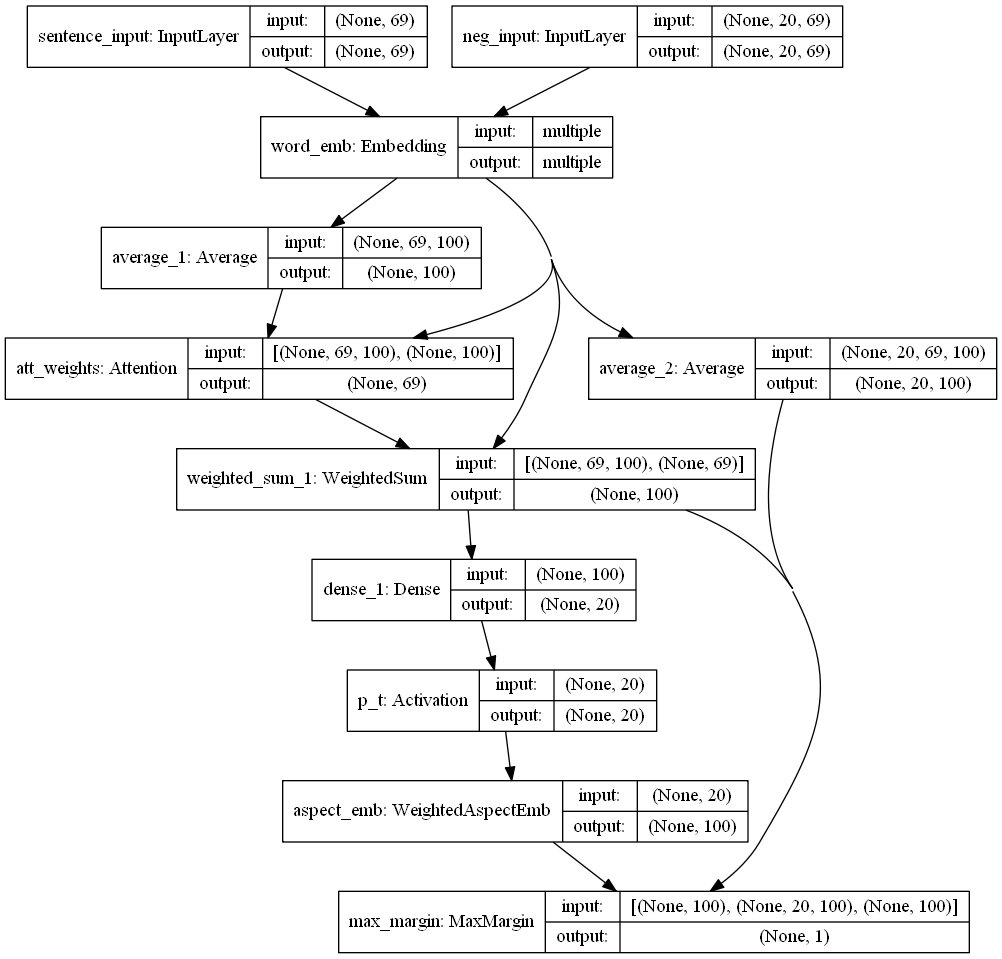 sentence_input: InputLayer
input: (None, 69)
output: (None, 69)
neg_input: InputLayer
input: (None, 20, 69)
output: (None, 20, 69)
word_emb: Embedding
input: multiple
output: multiple
average_1: Average
input: (None, 69, 100)
output: (None, 100)
att_weights: Attention
input: [(None, 69, 100), (None, 100)]
output: (None, 69)
average_2: Average
input: (None, 20, 69, 100)
output: (None, 20, 100)
weighted_sum_1: WeightedSum
input: [(None, 69, 100), (None, 69)]
output: (None, 100)
dense_1: Dense
input: (None, 100)
output: (None, 20)
p_t: Activation
input: (None, 20)
output: (None, 20)
aspect_emb: WeightedAspectEmb
input: (None, 20)
output: (None, 100)
max_margin: MaxMargin
input: [(None, 100), (None, 20, 100), (None, 100)]
output: (None, 1)